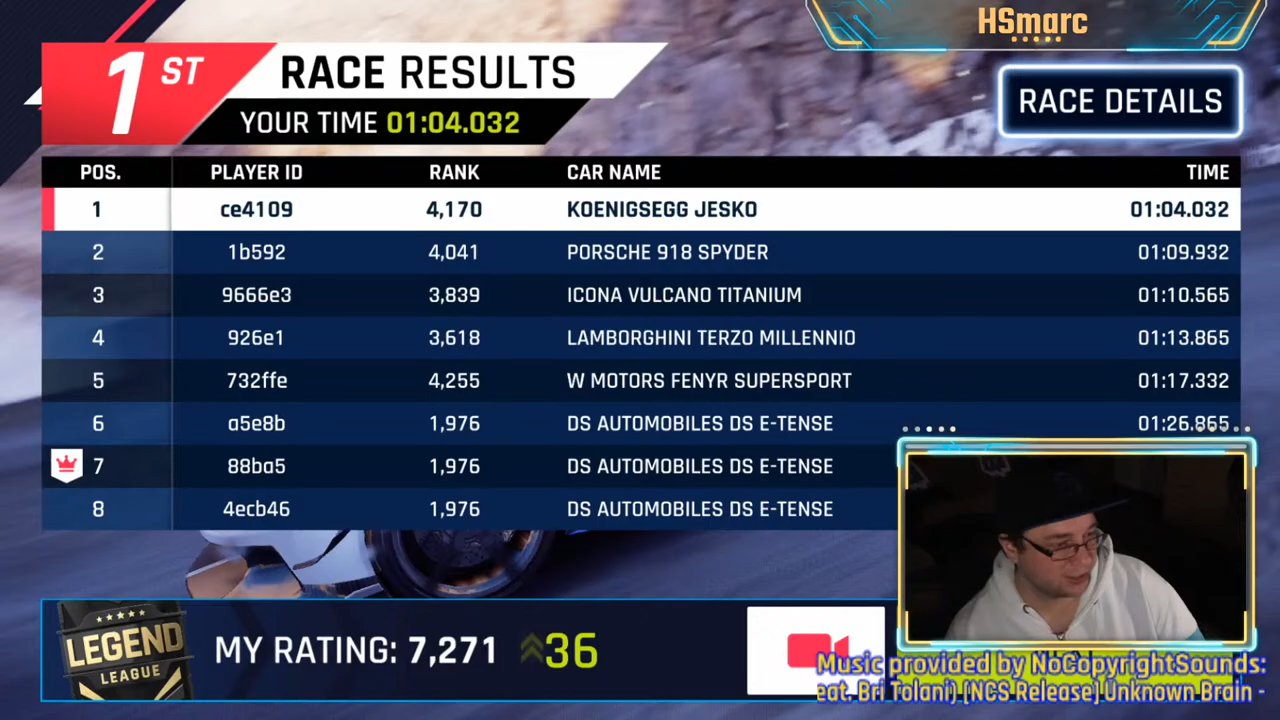 HSmarc
1 ST
RACE RESULTS
YOUR TIME 01:04.032
RACE DETAILS
POS. PLAYER ID RANK CAR NAME TIME
1 ce4109 4,170 KOENIGSEGG JESKO 01:04.032
2 1b592 4,041 PORSCHE 918 SPYDER 01:09.932
3 9666e3 3,839 ICONA VULCANO TITANIUM 01:10.565
4 926e1 3,618 LAMBORGHINI TERZO MILLENNIO 01:13.865
5 732ffe 4,255 W MOTORS FENYR SUPERSPORT 01:17.332
6 a5e8b 1,976 DS AUTOMOBILES DS E-TENSE 01:26.865
7 88ba5 1,976 DS AUTOMOBILES DS E-TENSE
8 4ecb46 1,976 DS AUTOMOBILES DS E-TENSE
LEGEND
LEAGUE
MY RATING: 7,271 36
Music provided by NoCopyrightSounds:
eat. Bri Tolani) [NCS Release] Unknown Brain -